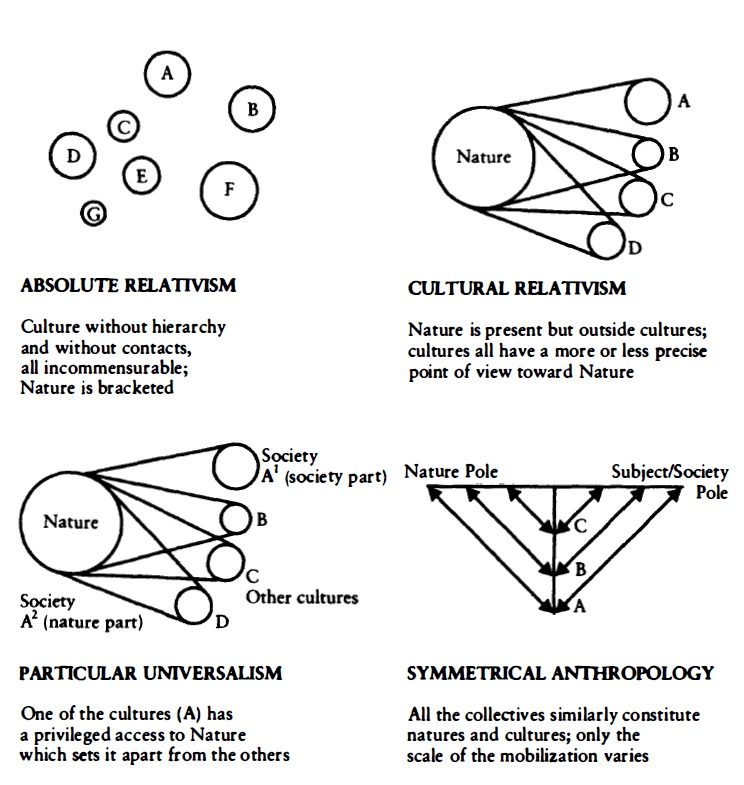 A
B
C
D
E
F
G
ABSOLUTE RELATIVISM
Culture without hierarchy
and without contacts,
all incommensurable;
Nature is bracketed
Nature
A
B
C
D
CULTURAL RELATIVISM
Nature is present but outside cultures;
cultures all have a more or less precise
point of view toward Nature
Society
A¹ (society part)
Nature
B
C
Other cultures
Society
A² (nature part)
D
PARTICULAR UNIVERSALISM
One of the cultures (A) has
a privileged access to Nature
which sets it apart from the others
Nature Pole
Subject/Society
Pole
C
B
A
SYMMETRICAL ANTHROPOLOGY
All the collectives similarly constitute
natures and cultures; only the
scale of the mobilization varies